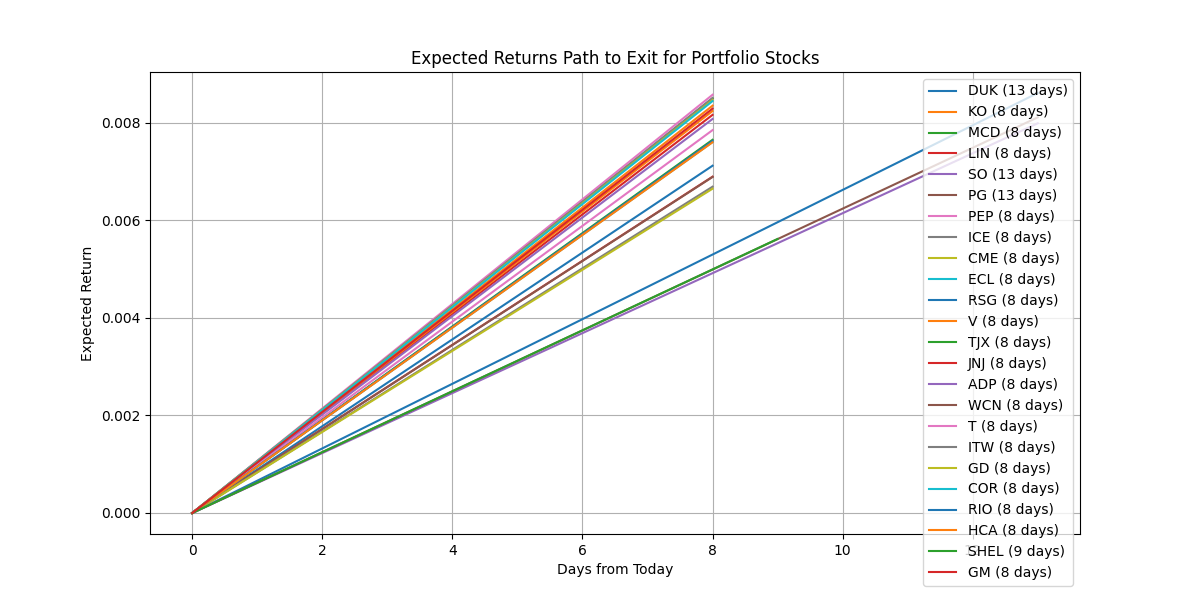 Expected Returns Path to Exit for Portfolio Stocks
Expected Return
0.008
0.006
0.004
0.002
0.000
0 2 4 6 8 10
Days from Today
DUK (13 days)
KO (8 days)
MCD (8 days)
LIN (8 days)
SO (13 days)
PG (13 days)
PEP (8 days)
ICE (8 days)
CME (8 days)
ECL (8 days)
RSG (8 days)
V (8 days)
TJX (8 days)
JNJ (8 days)
ADP (8 days)
WCN (8 days)
T (8 days)
ITW (8 days)
GD (8 days)
COR (8 days)
RIO (8 days)
HCA (8 days)
SHEL (9 days)
GM (8 days)